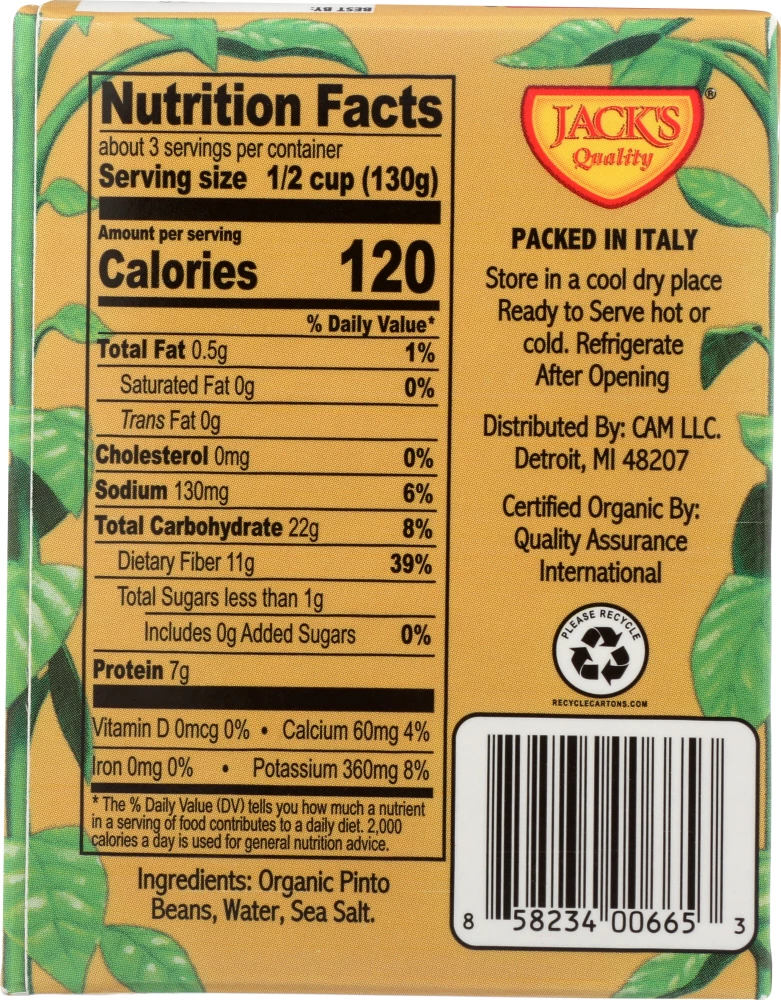 BEST BY:
Nutrition Facts
about 3 servings per container
Serving size 1/2 cup (130g)
Amount per serving
Calories 120
% Daily Value*
Total Fat 0.5g 1%
Saturated Fat 0g 0%
Trans Fat 0g
Cholesterol 0mg 0%
Sodium 130mg 6%
Total Carbohydrate 22g 8%
Dietary Fiber 11g 39%
Total Sugars less than 1g
Includes 0g Added Sugars 0%
Protein 7g
Vitamin D 0mcg 0% • Calcium 60mg 4%
Iron 0mg 0% • Potassium 360mg 8%
* The % Daily Value (DV) tells you how much a nutrient
in a serving of food contributes to a daily diet. 2,000
calories a day is used for general nutrition advice.
Ingredients: Organic Pinto
Beans, Water, Sea Salt.
JACK'S ®
Quality
PACKED IN ITALY
Store in a cool dry place
Ready to Serve hot or
cold. Refrigerate
After Opening
Distributed By: CAM LLC.
Detroit, MI 48207
Certified Organic By:
Quality Assurance
International
PLEASE RECYCLE
RECYCLECARTONS.COM
8 58234 00665 3